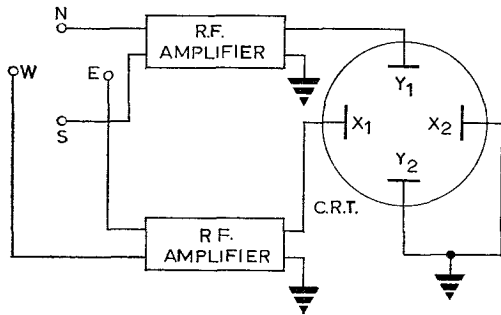 N
R.F.
AMPLIFIER
W
E
S
Y1
X1
X2
Y2
C.R.T.
R F.
AMPLIFIER